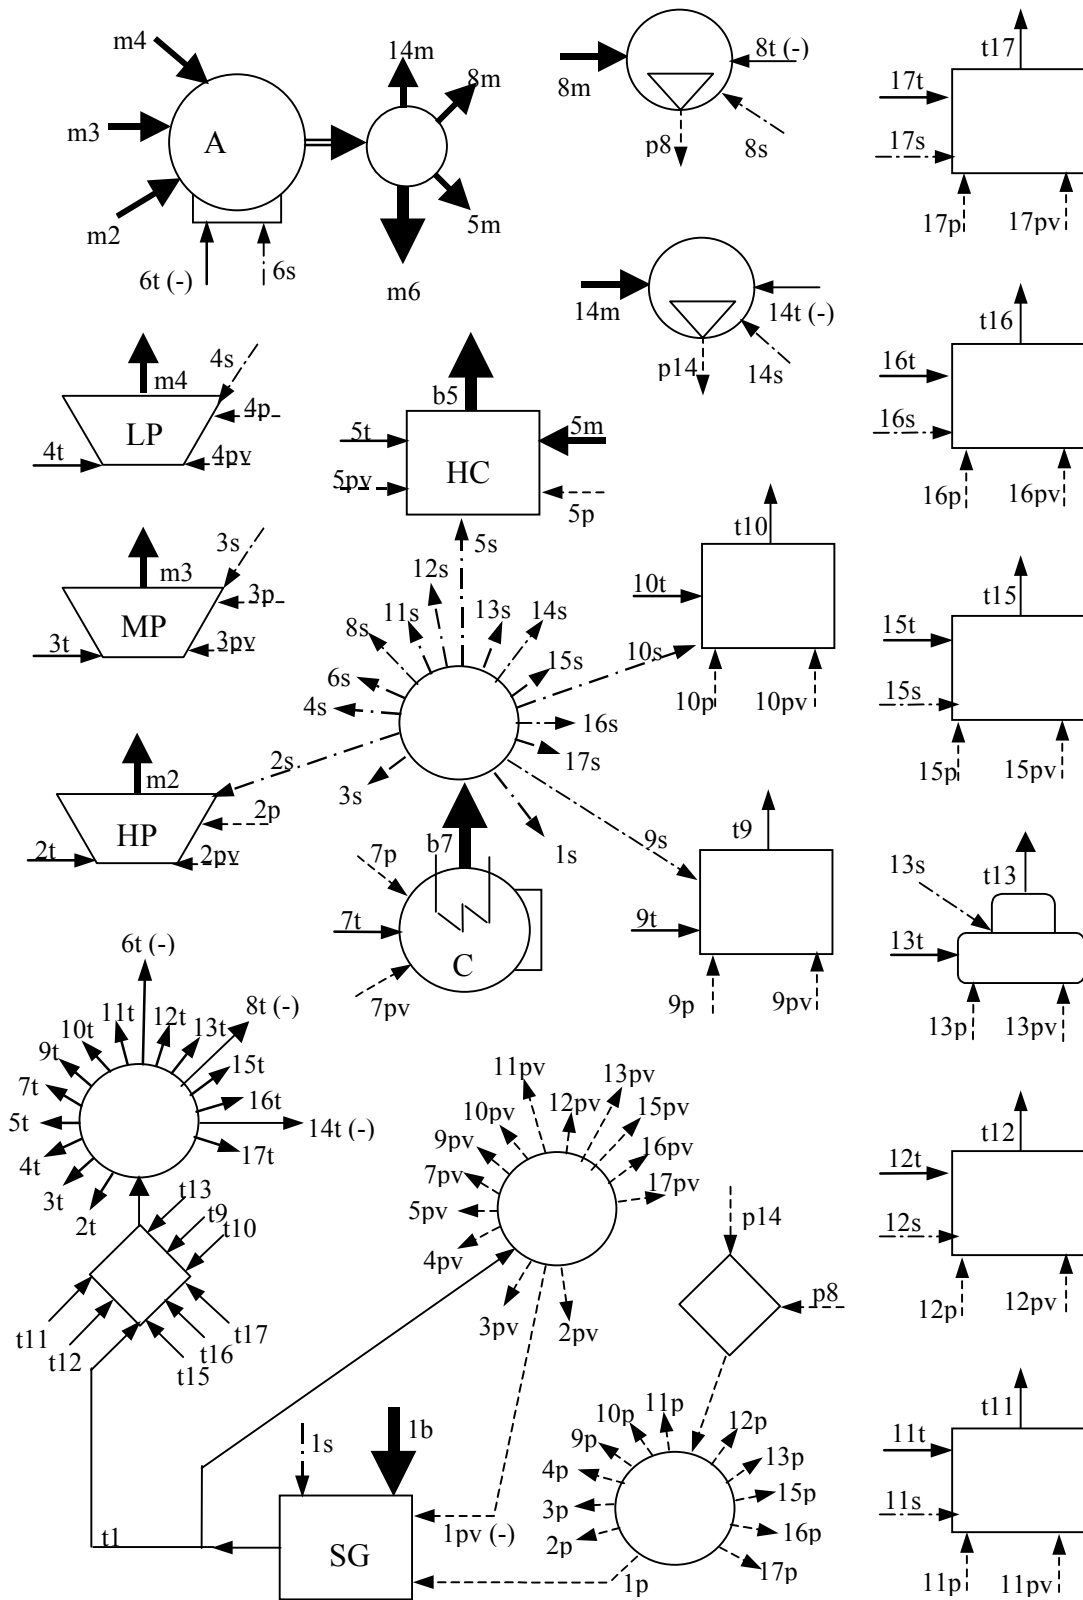 m4
14m
8m
m3
A
m2
5m
6t (-)
6s
m6
8t (-)
8m
p8
8s
t17
17t
17s
17p
17pv
14m
14t (-)
p14
14s
t16
16t
16s
16p
16pv
4s
m4
4p
LP
4t
4pv
b5
5t
5m
HC
5pv
5p
5s
3s
m3
3p
MP
3t
3pv
12s
11s
13s
14s
8s
15s
6s
10s
4s
16s
2s
17s
3s
1s
9s
t10
10t
10p
10pv
t15
15t
15s
15p
15pv
m2
2p
HP
2t
2pv
b7
7p
7t
C
7pv
t9
9t
9p
9pv
13s
t13
13t
13p
13pv
6t (-)
8t (-)
11t
12t
10t
13t
9t
15t
7t
16t
5t
14t (-)
4t
17t
3t
2t
t13
t9
t10
t11
t17
t12
t16
t15
11pv
13pv
10pv
12pv
15pv
9pv
16pv
7pv
17pv
5pv
4pv
3pv
2pv
p14
p8
t12
12t
12s
12p
12pv
1s
1b
t1
SG
1pv (-)
1p
11p
10p
12p
9p
13p
4p
15p
3p
16p
2p
17p
t11
11t
11s
11p
11pv